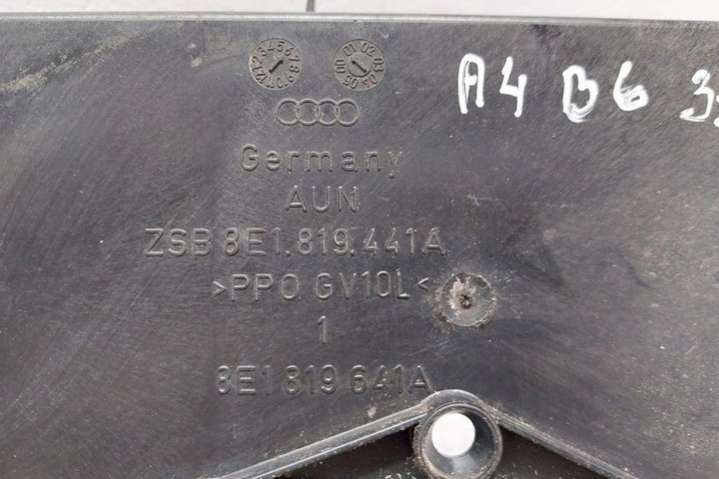 A4 B6
Germany
AUN
ZSB 8E1.819.441A
>PPO GV10L<
1
8E1 819 641A